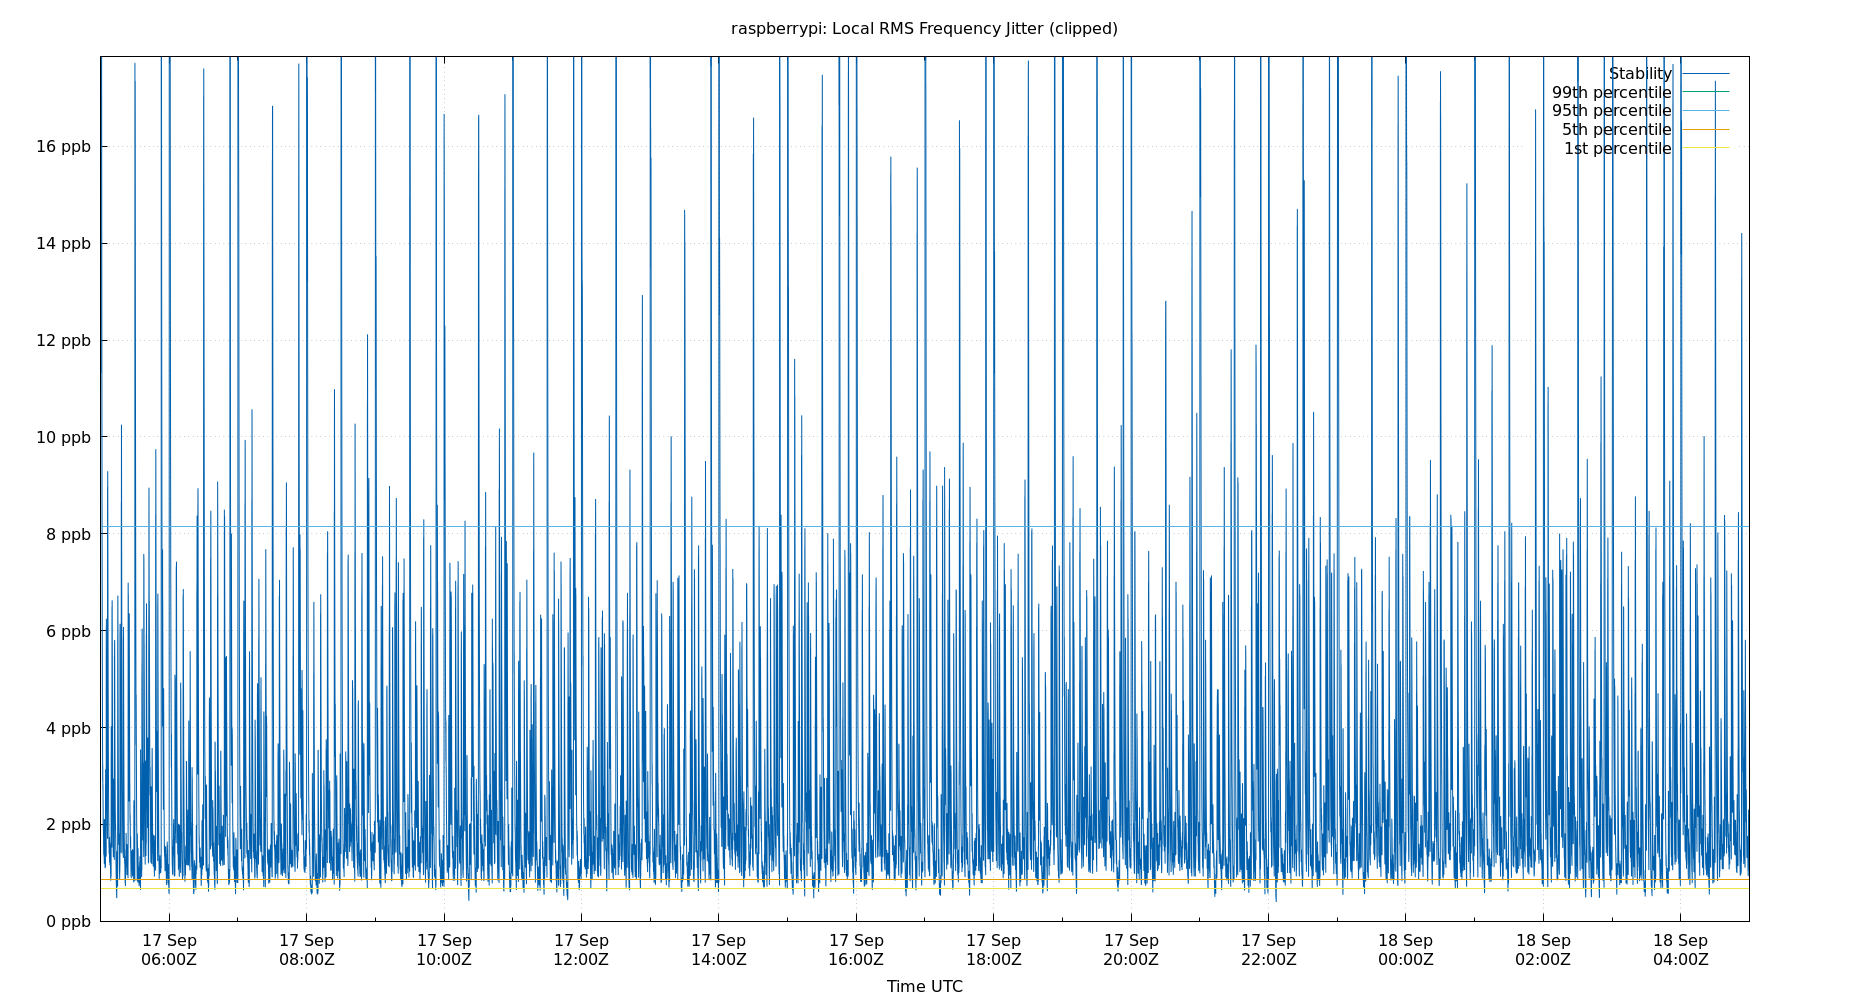 raspberrypi: Local RMS Frequency Jitter (clipped)
Stability
99th percentile
95th percentile
5th percentile
1st percentile
16 ppb
14 ppb
12 ppb
10 ppb
8 ppb
6 ppb
4 ppb
2 ppb
0 ppb
17 Sep 17 Sep 17 Sep 17 Sep 17 Sep 17 Sep 17 Sep 17 Sep 17 Sep 18 Sep 18 Sep 18 Sep
06:00Z 08:00Z 10:00Z 12:00Z 14:00Z 16:00Z 18:00Z 20:00Z 22:00Z 00:00Z 02:00Z 04:00Z
Time UTC